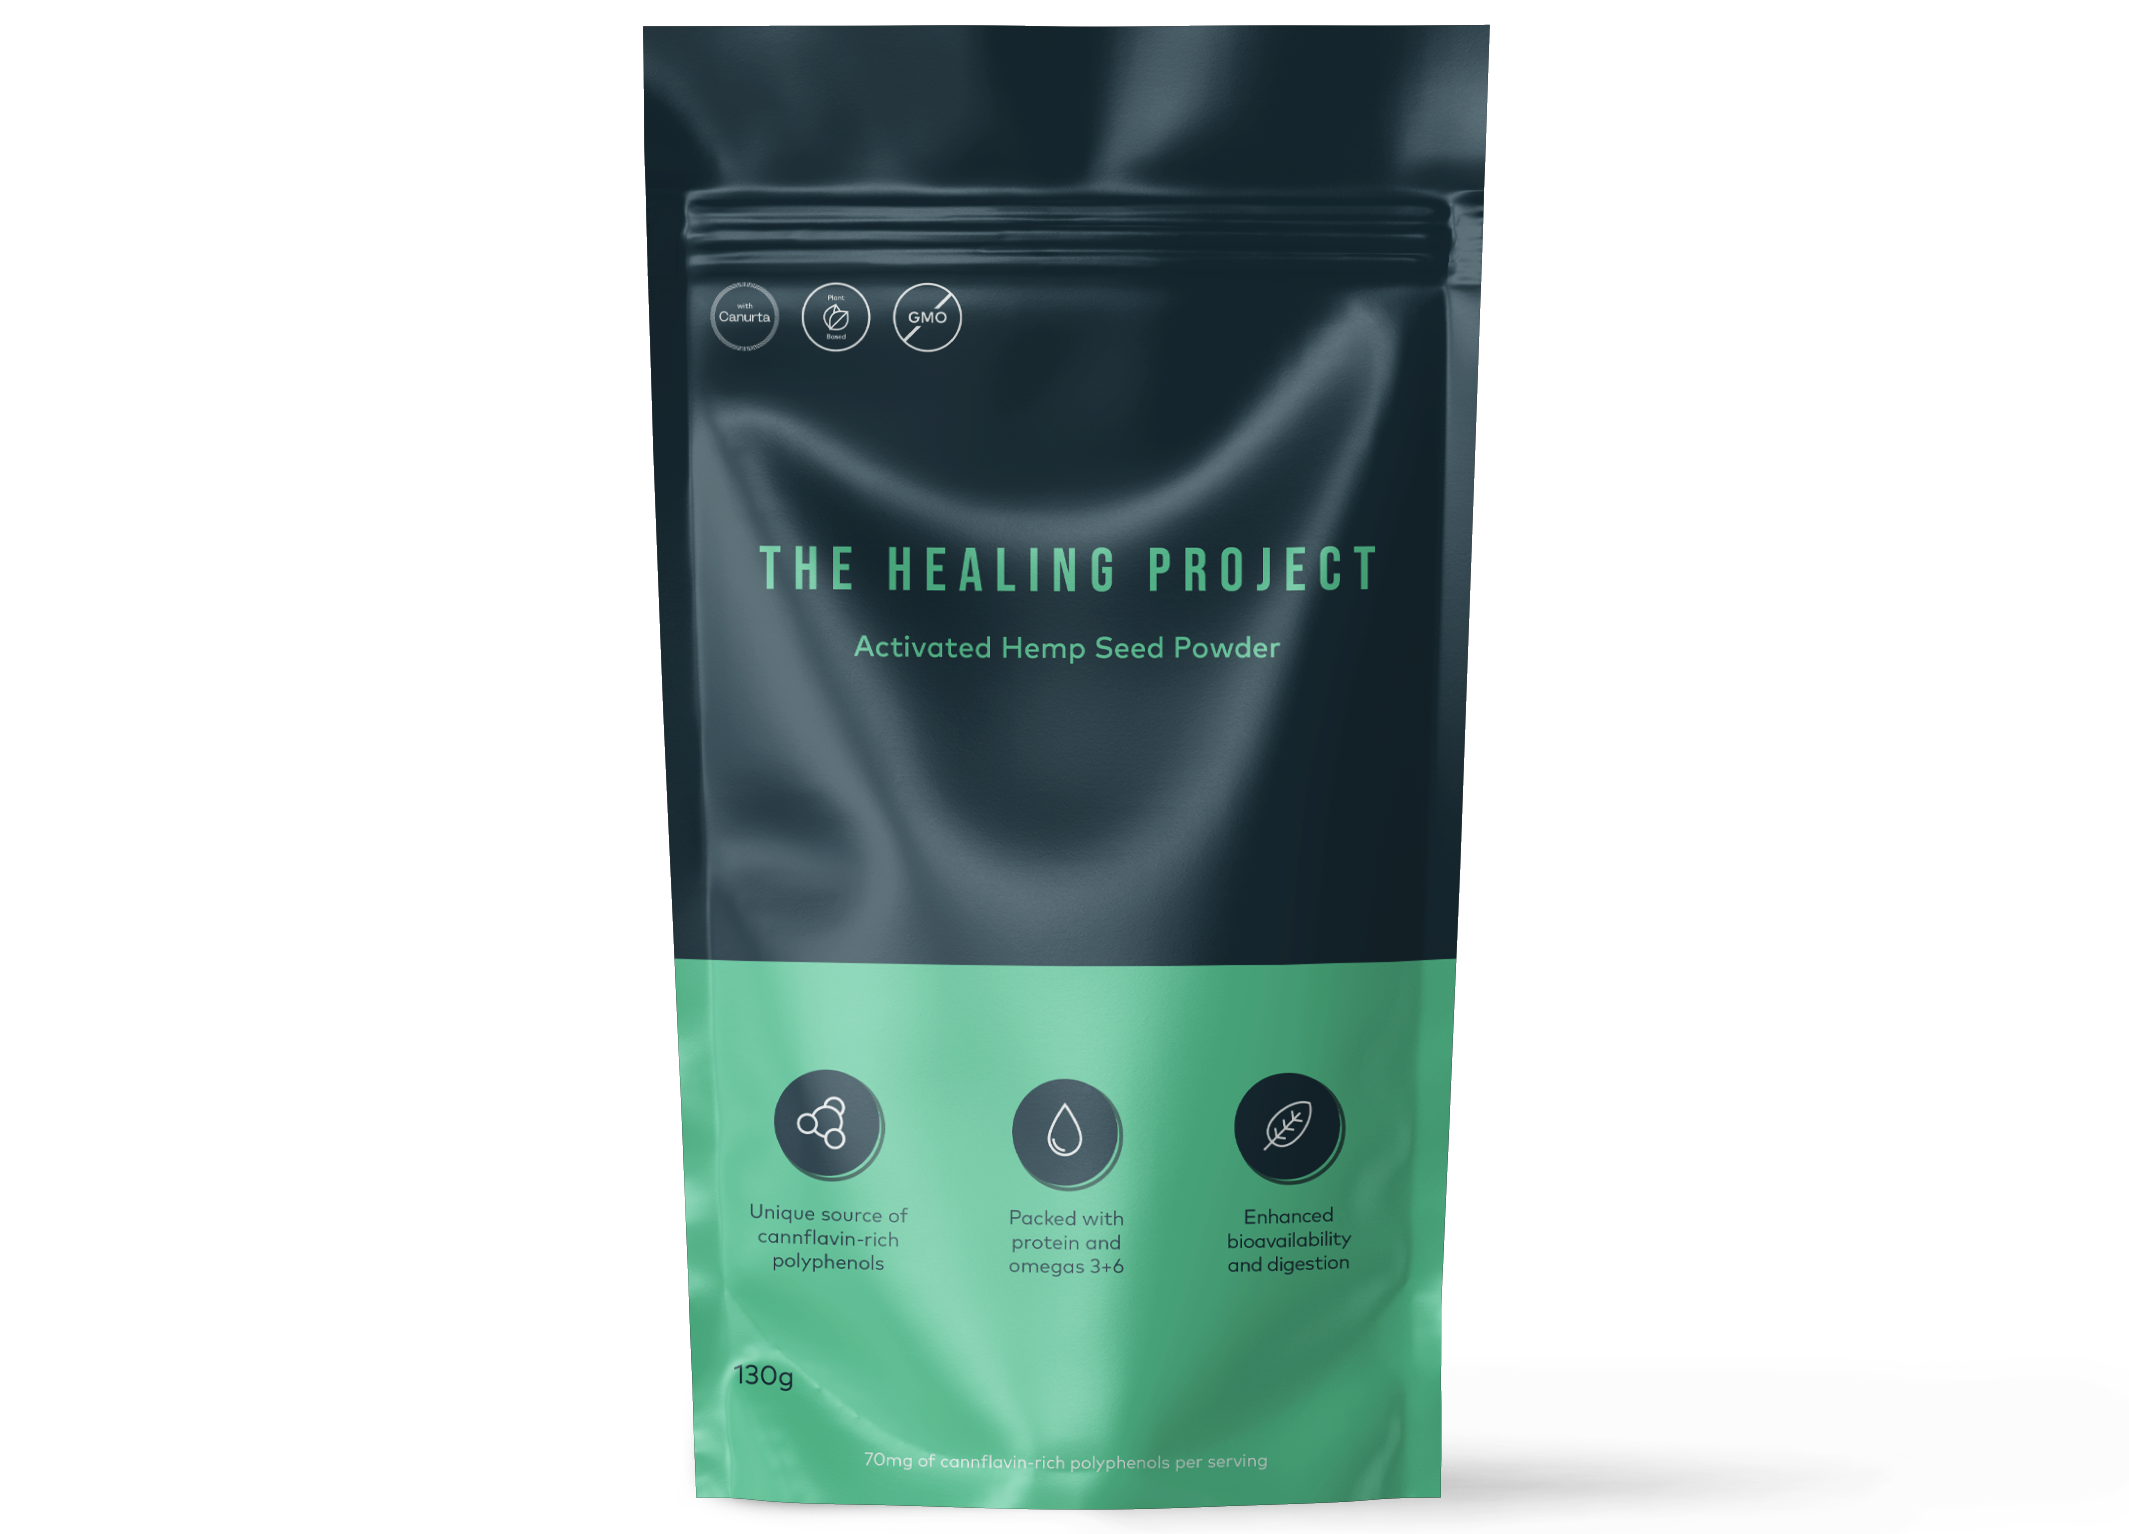 with
Canurta
Plant
Based
GMO
THE HEALING PROJECT
Activated Hemp Seed Powder
Unique source of
cannflavin-rich
polyphenols
Packed with
protein and
omegas 3+6
Enhanced
bioavailability
and digestion
130g
70mg of cannflavin-rich polyphenols per serving